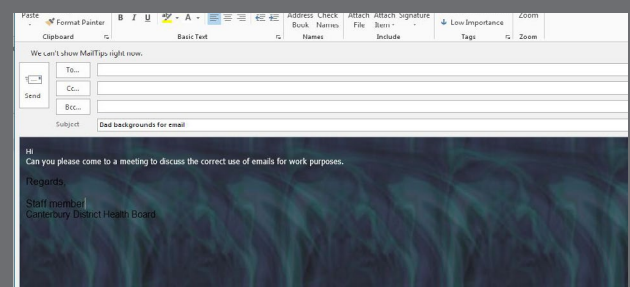 Paste
Format Painter
B I U A
Address Check
Book Names
Attach Attach Signature
File Item
Low Importance
Zoom
Clipboard
Basic Text
Names
Include
Tags
Zoom
We can't show MailTips right now.
Send
To...
Cc...
Bcc...
Subject
Dad backgrounds for email
Hi
Can you please come to a meeting to discuss the correct use of emails for work purposes.
Regards,
Staff member
Canterbury District Health Board